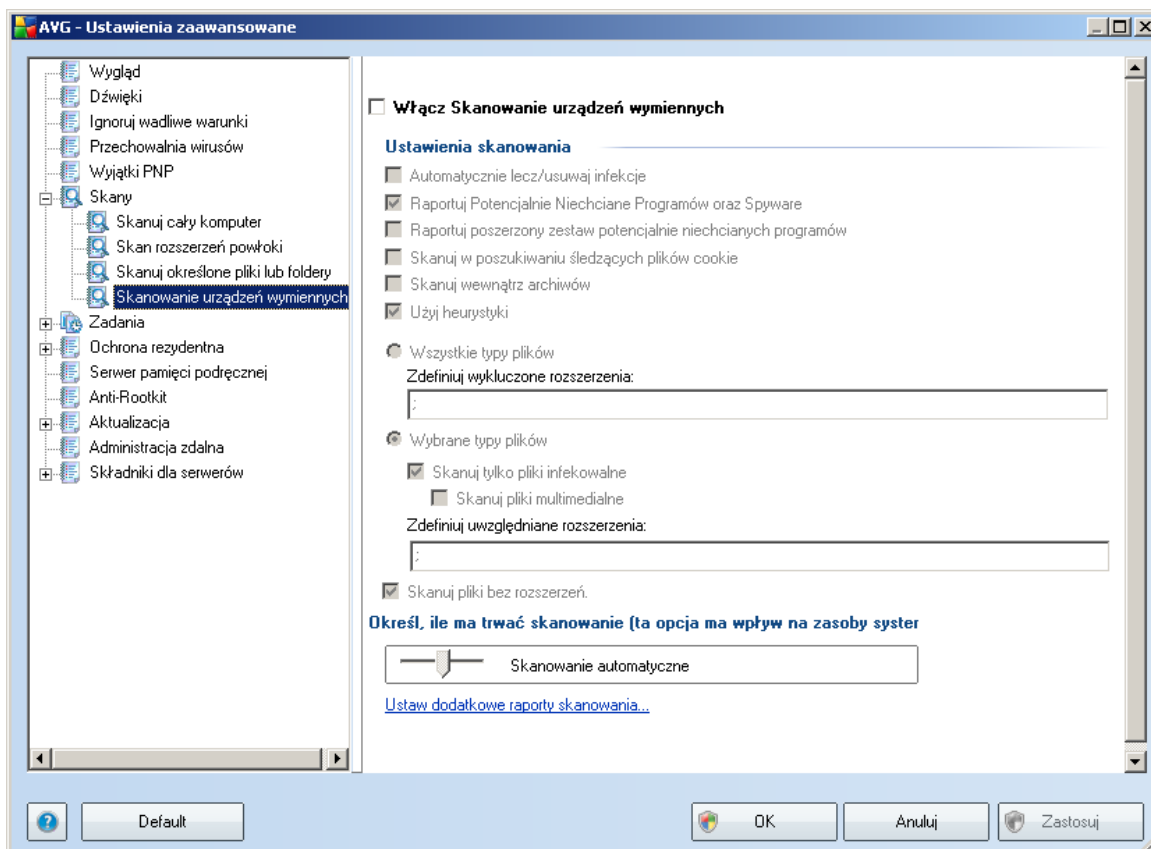 AVG - Ustawienia zaawansowane
Wygląd
Dźwięki
Ignoruj wadliwe warunki
Przechowalnia wirusów
Wyjątki PNP
Skany
Skanuj cały komputer
Skan rozszerzeń powłoki
Skanuj określone pliki lub foldery
Skanowanie urządzeń wymiennych
Zadania
Ochrona rezydentna
Serwer pamięci podręcznej
Anti-Rootkit
Aktualizacja
Administracja zdalna
Składniki dla serwerów
Włącz Skanowanie urządzeń wymiennych
Ustawienia skanowania
Automatycznie lecz/usuwaj infekcje
Raportuj Potencjalnie Niechciane Programów oraz Spyware
Raportuj poszerzony zestaw potencjalnie niechcianych programów
Skanuj w poszukiwaniu śledzących plików cookie
Skanuj wewnątrz archiwów
Użyj heurystyki
Wszystkie typy plików
Zdefiniuj wykluczone rozszerzenia:
;
Wybrane typy plików
Skanuj tylko pliki infekowalne
Skanuj pliki multimedialne
Zdefiniuj uwzględniane rozszerzenia:
;
Skanuj pliki bez rozszerzeń.
Określ, ile ma trwać skanowanie (ta opcja ma wpływ na zasoby syster
Skanowanie automatyczne
Ustaw dodatkowe raporty skanowania...
? Default OK Anuluj Zastosuj